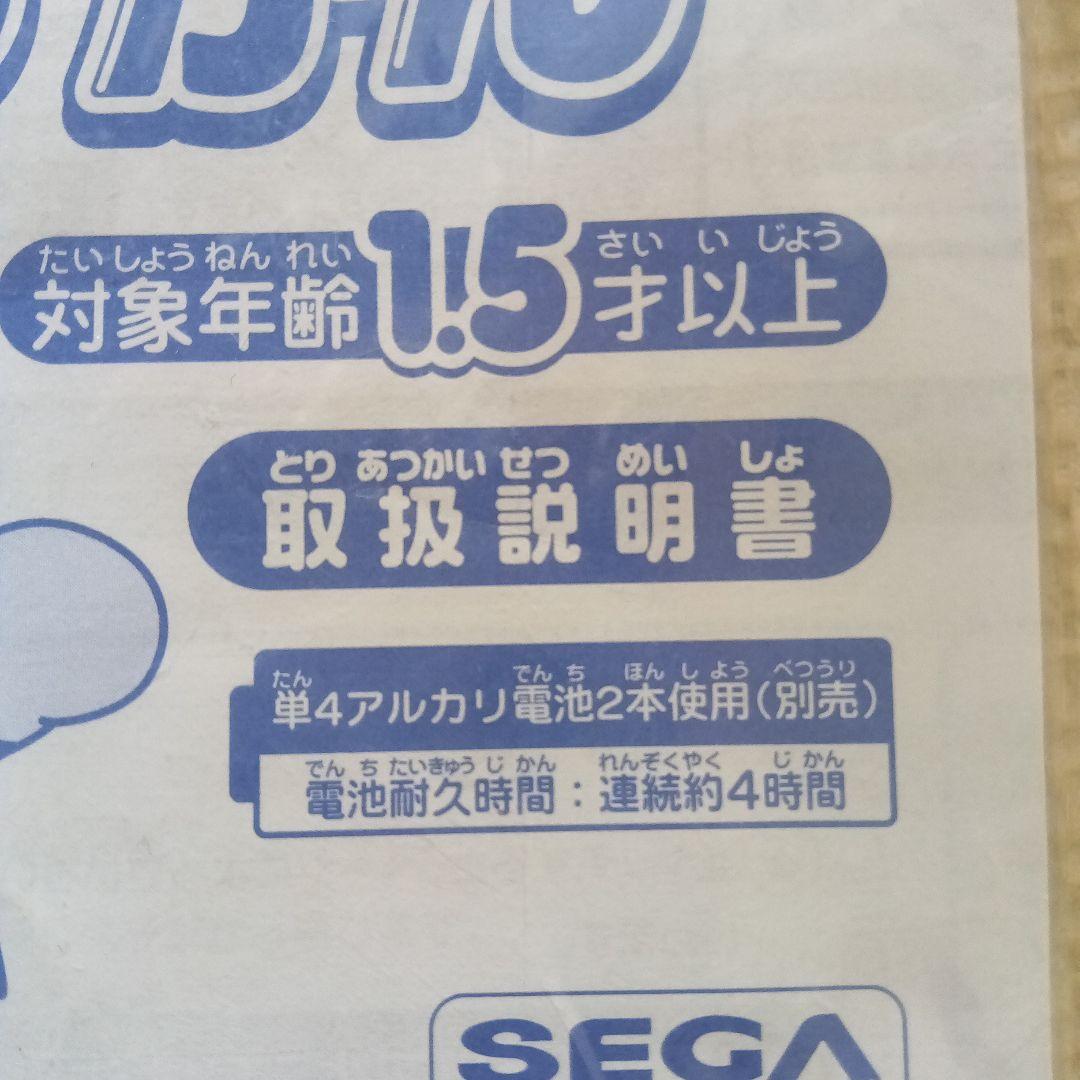 たいしょうねんれい さいいじょう
対象年齢1.5才以上
とりあつかいせつめいしょ
取扱説明書
たん でんち ほんしよう べつうり
単4アルカリ電池2本使用(別売)
でんちたいきゅうじかん れんぞくやく じかん
電池耐久時間:連続約4時間
SEGA